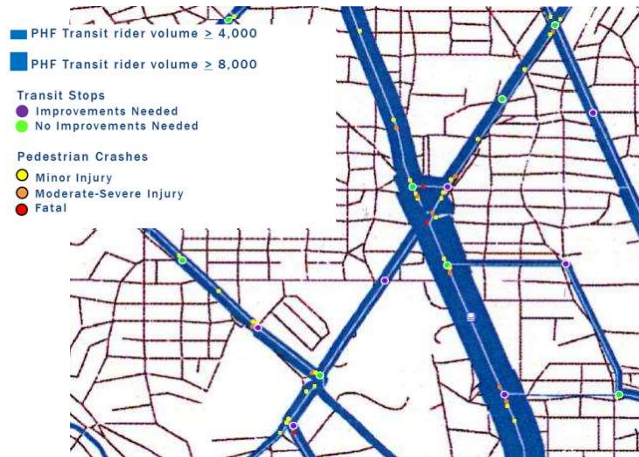 PHF Transit rider volume ≥ 4,000
PHF Transit rider volume ≥ 8,000
Transit Stops
Improvements Needed
No Improvements Needed
Pedestrian Crashes
Minor Injury
Moderate-Severe Injury
Fatal